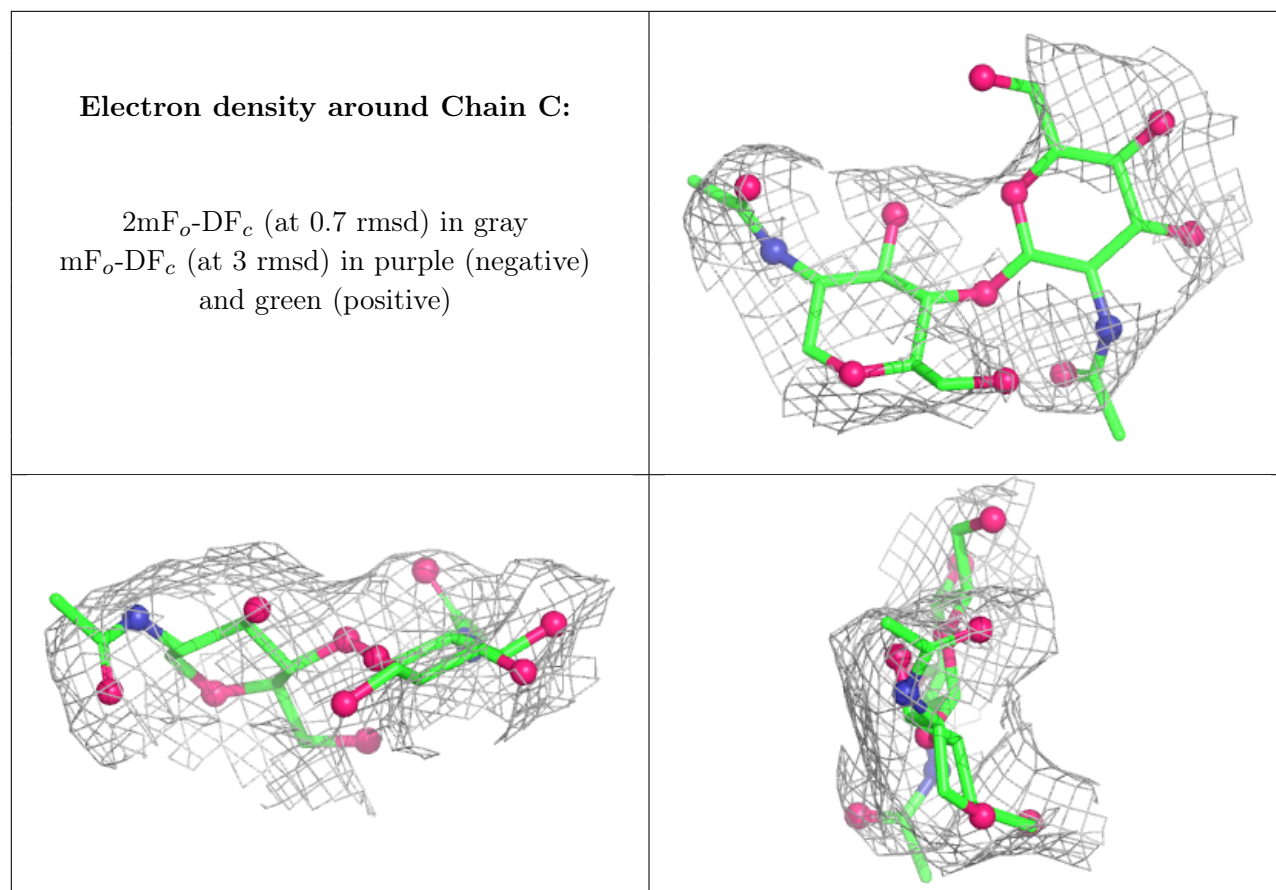 Electron density around Chain C:
2mFₒ-DF𝒸 (at 0.7 rmsd) in gray
mFₒ-DF𝒸 (at 3 rmsd) in purple (negative)
and green (positive)